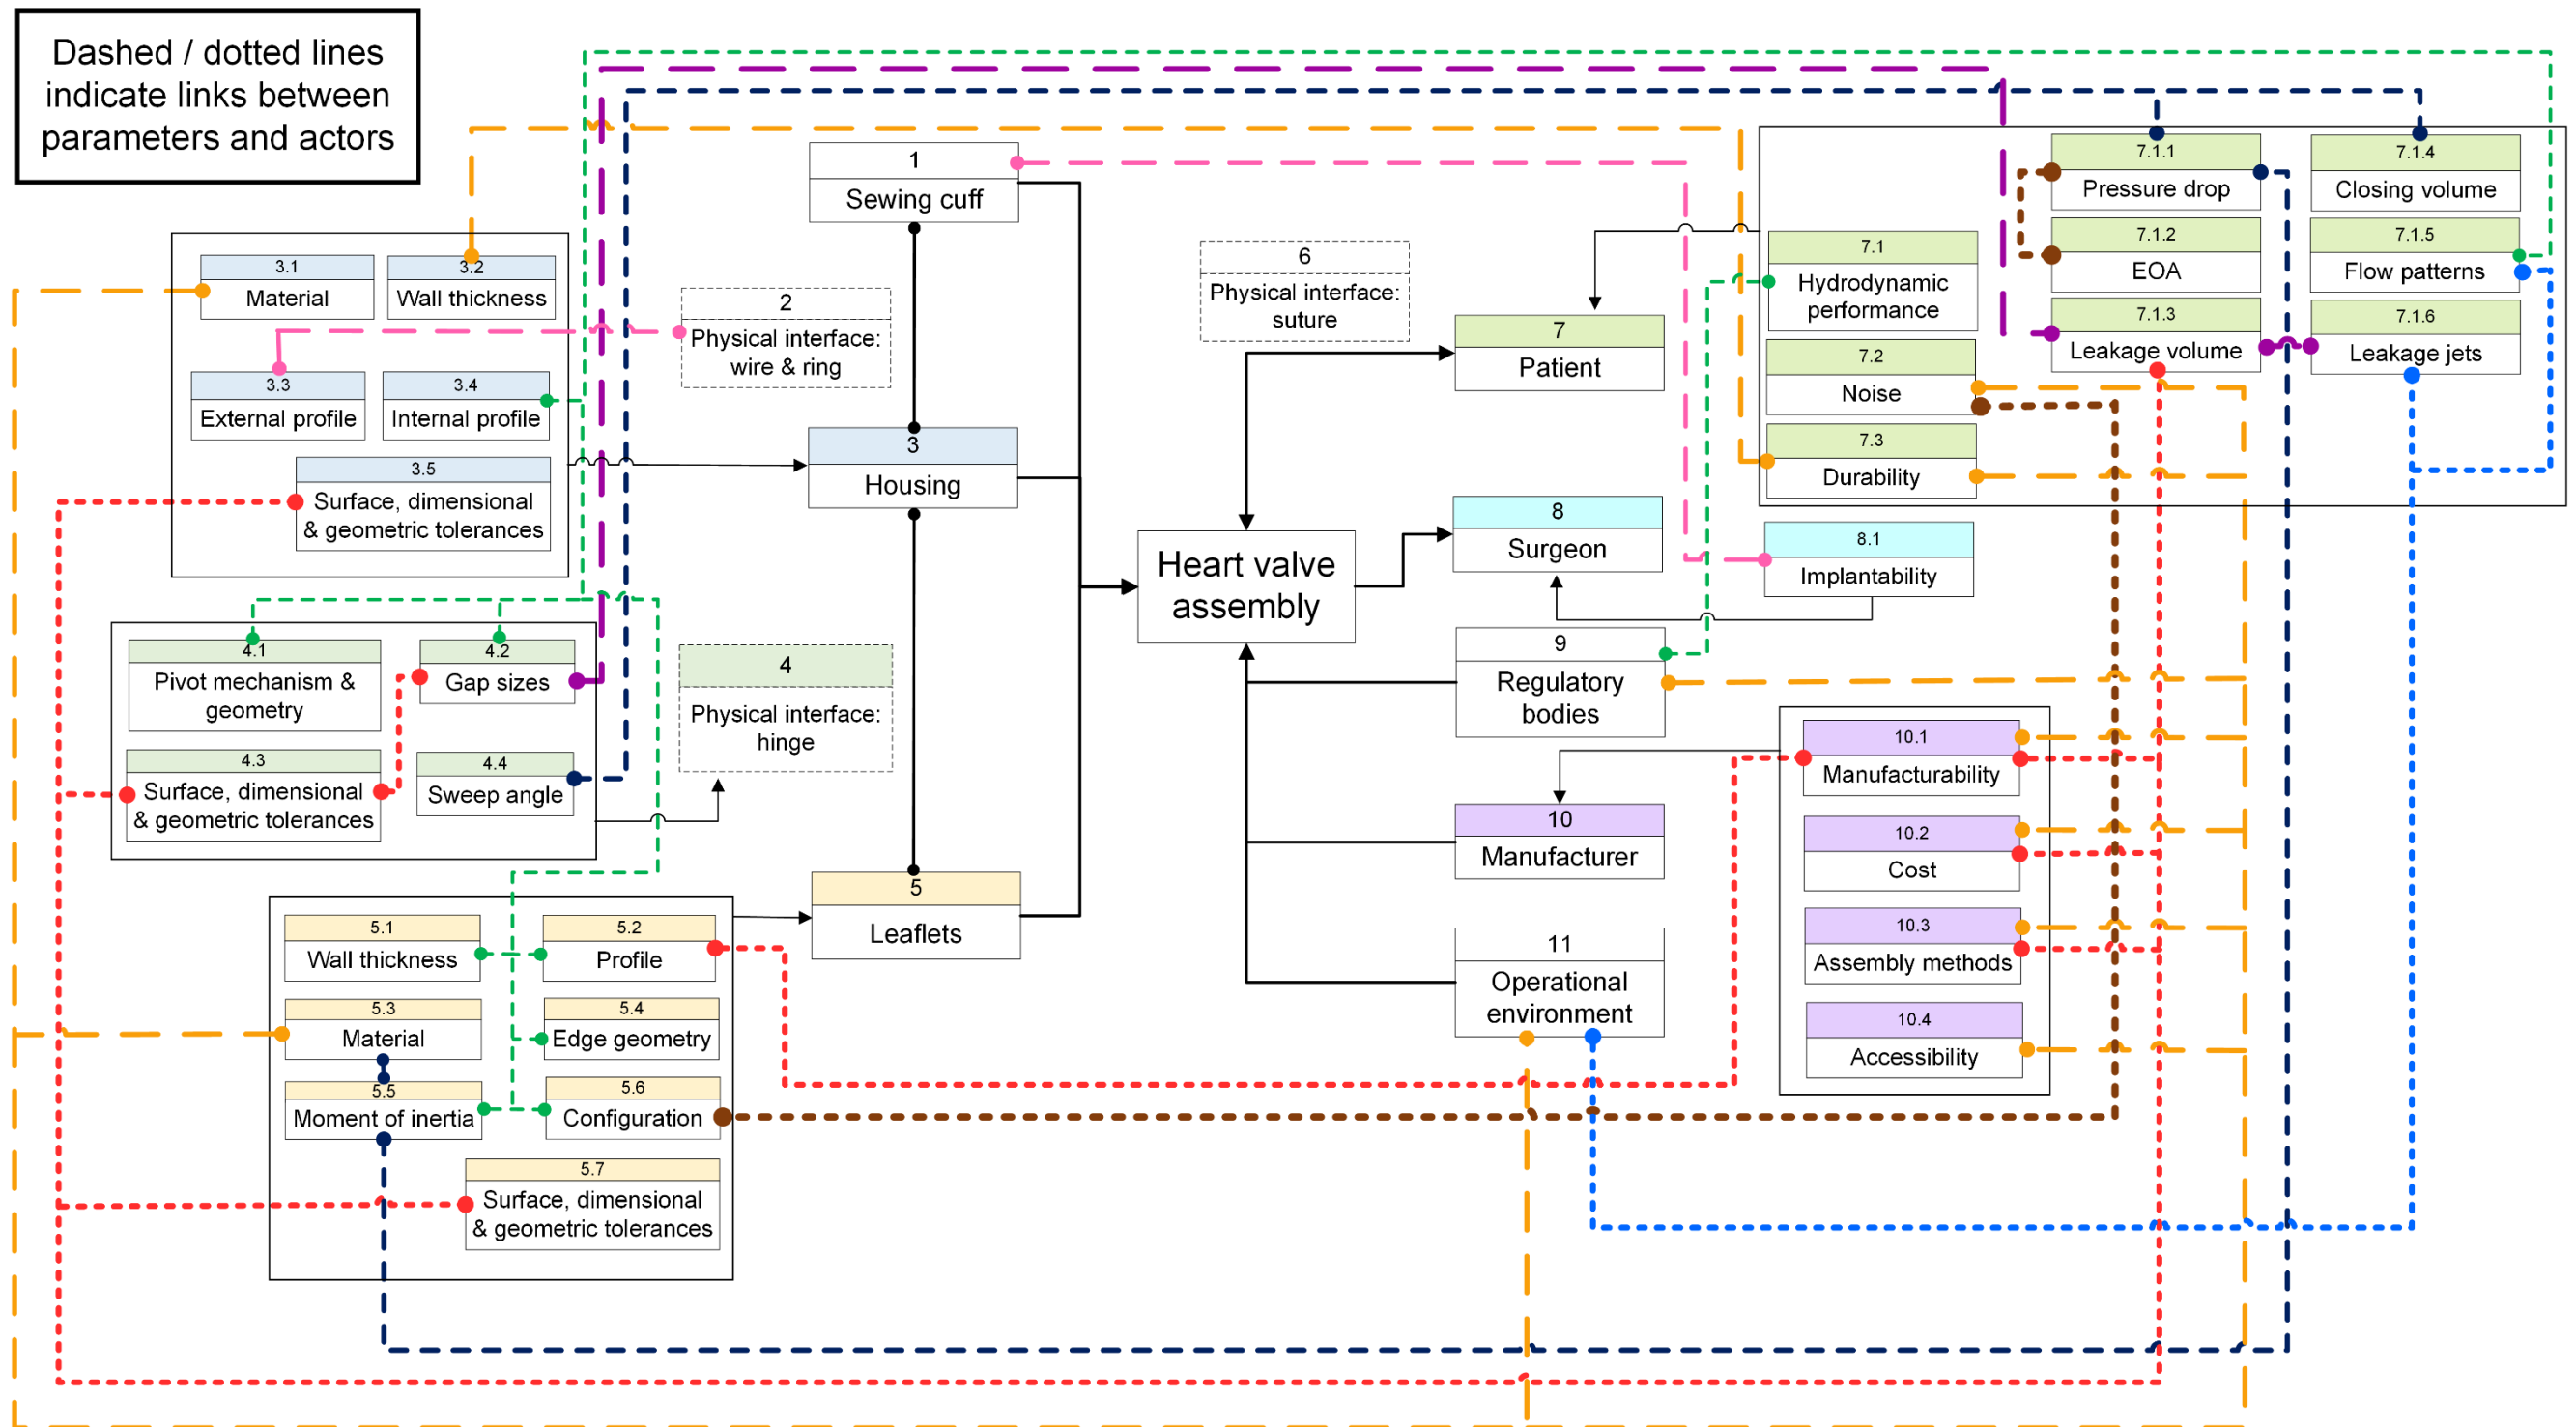 Dashed / dotted lines
indicate links between
parameters and actors
1
Sewing cuff
2
Physical interface:
wire & ring
3
Housing
3.1
Material
3.2
Wall thickness
3.3
External profile
3.4
Internal profile
3.5
Surface, dimensional
& geometric tolerances
4
Physical interface:
hinge
4.1
Pivot mechanism &
geometry
4.2
Gap sizes
4.3
Surface, dimensional
& geometric tolerances
4.4
Sweep angle
5
Leaflets
5.1
Wall thickness
5.2
Profile
5.3
Material
5.4
Edge geometry
5.5
Moment of inertia
5.6
Configuration
5.7
Surface, dimensional
& geometric tolerances
Heart valve
assembly
6
Physical interface:
suture
7
Patient
7.1
Hydrodynamic
performance
7.2
Noise
7.3
Durability
7.1.1
Pressure drop
7.1.2
EOA
7.1.3
Leakage volume
7.1.4
Closing volume
7.1.5
Flow patterns
7.1.6
Leakage jets
8
Surgeon
8.1
Implantability
9
Regulatory
bodies
10
Manufacturer
10.1
Manufacturability
10.2
Cost
10.3
Assembly methods
10.4
Accessibility
11
Operational
environment